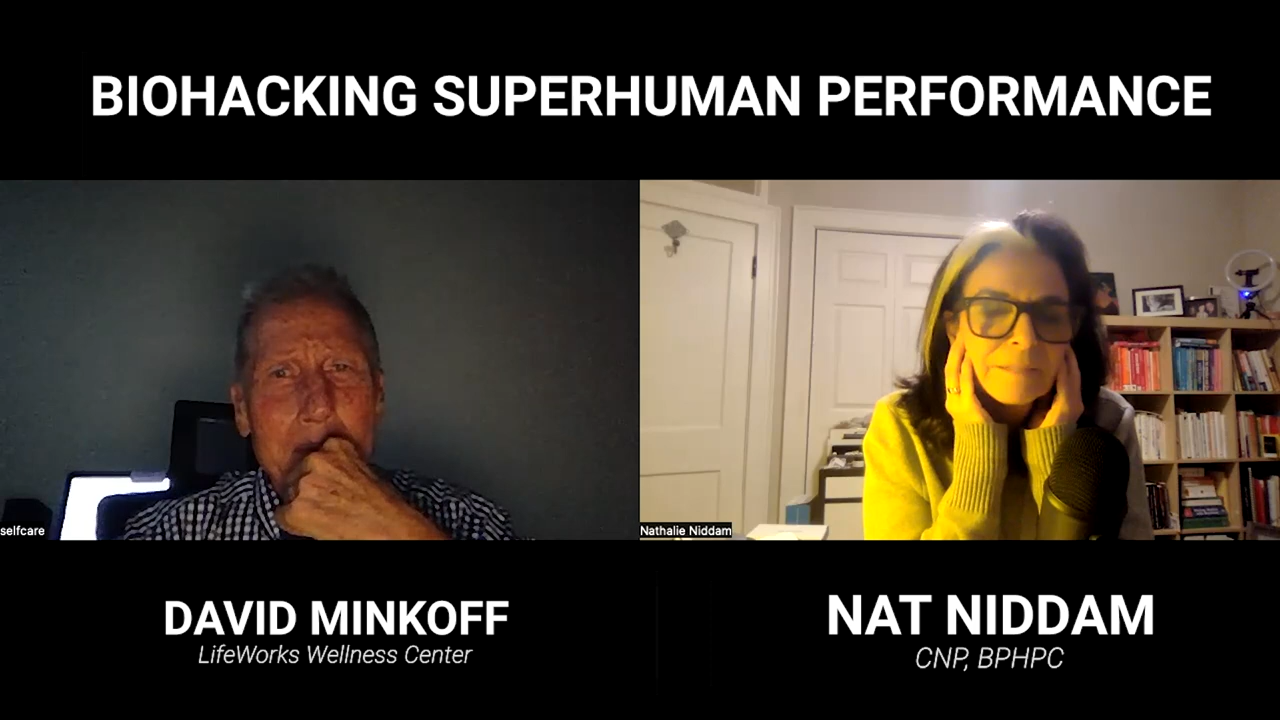 BIOHACKING SUPERHUMAN PERFORMANCE
selfcare
Nathalie Niddam
DAVID MINKOFF
LifeWorks Wellness Center
NAT NIDDAM
CNP, BPHPC